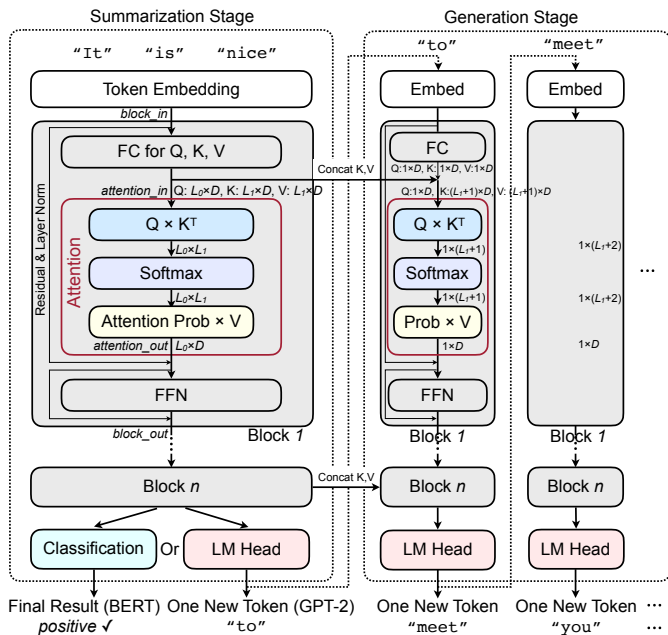 Summarization Stage
"It" "is" "nice"
Token Embedding
block_in
FC for Q, K, V
attention_in Q: L₀×D, K: L₁×D, V: L₁×D
Residual & Layer Norm
Attention
Q × Kᵀ
L₀×L₁
Softmax
L₀×L₁
Attention Prob × V
attention_out L₀×D
FFN
block_out
Block 1
Block n
Classification Or LM Head
Final Result (BERT)
positive ✓
One New Token (GPT-2)
"to"
Concat K,V
Concat K,V
Generation Stage
"to"
Embed
FC
Q:1×D, K: 1×D, V:1×D
Q:1×D, K:(L₁+1)×D, V: (L₁+1)×D
Q × Kᵀ
1×(L₁+1)
Softmax
1×(L₁+1)
Prob × V
1×D
FFN
Block 1
Block n
LM Head
One New Token
"meet"
"meet"
Embed
1×(L₁+2)
1×(L₁+2)
1×D
...
Block 1
Block n
LM Head
One New Token ...
"you" ...